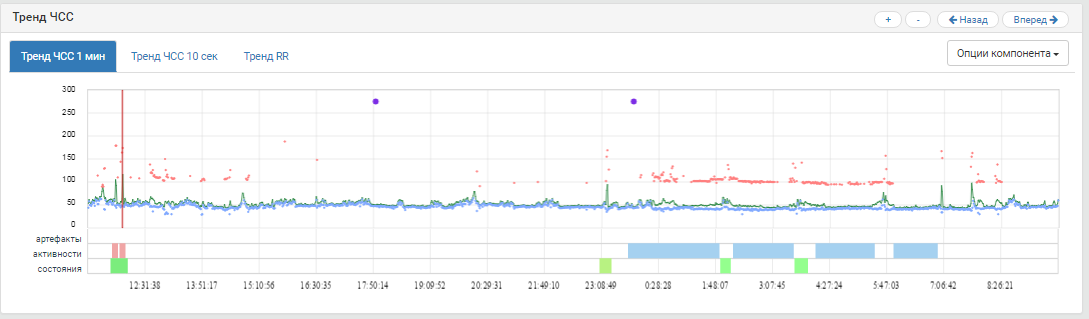 Тренд ЧСС
+ - Назад Вперед
Тренд ЧСС 1 мин Тренд ЧСС 10 сек Тренд RR Опции компонента
300
250
200
150
100
50
0
артефакты
активности
состояния
12:31:38 13:51:17 15:10:56 16:30:35 17:50:14 19:09:52 20:29:31 21:49:10 23:08:49 0:28:28 1:48:07 3:07:45 4:27:24 5:47:03 7:06:42 8:26:21